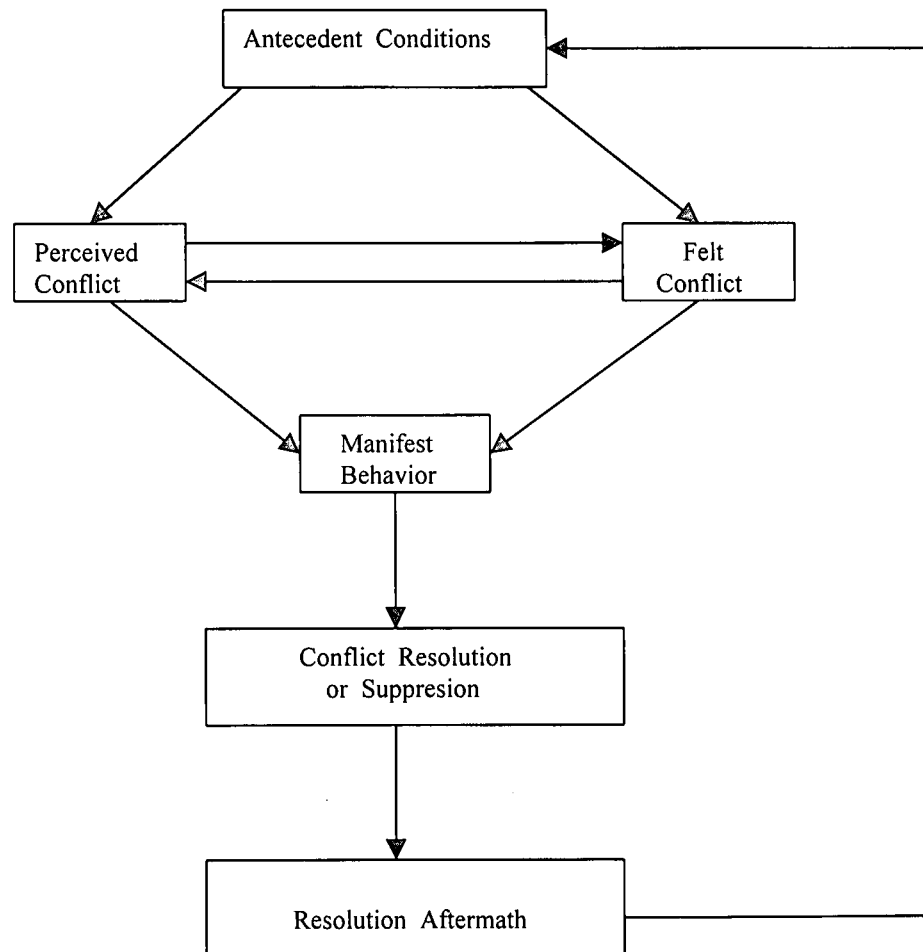 Antecedent Conditions
Perceived
Conflict
Felt
Conflict
Manifest
Behavior
Conflict Resolution
or Suppresion
Resolution Aftermath